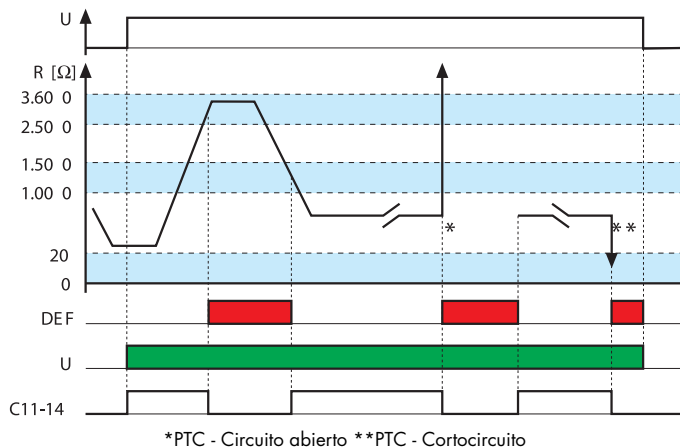 U
R [Ω]
3.60 0
2.50 0
1.50 0
1.00 0
*
**
20
0
DEF
U
C11-14
*PTC - Circuito abierto **PTC - Cortocircuito